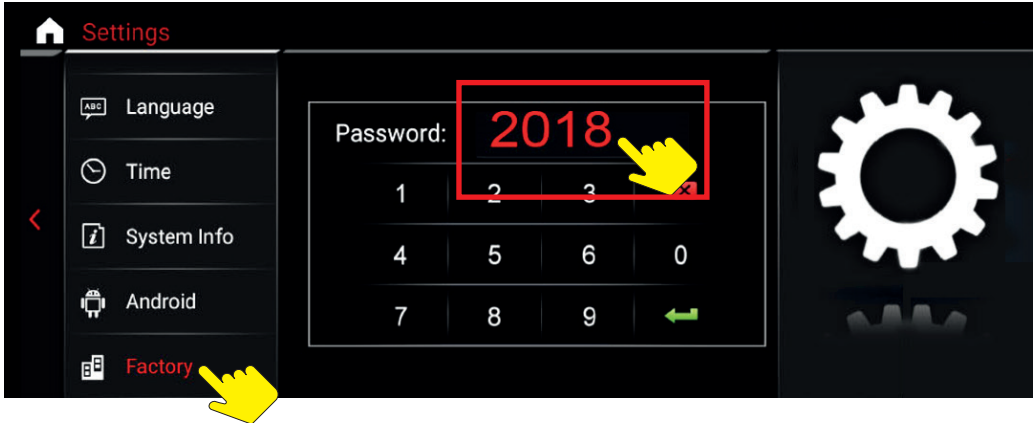 Settings
ABC Language
Time
i System Info
Android
Factory
Password: 2018
1 2 3
4 5 6 0
7 8 9